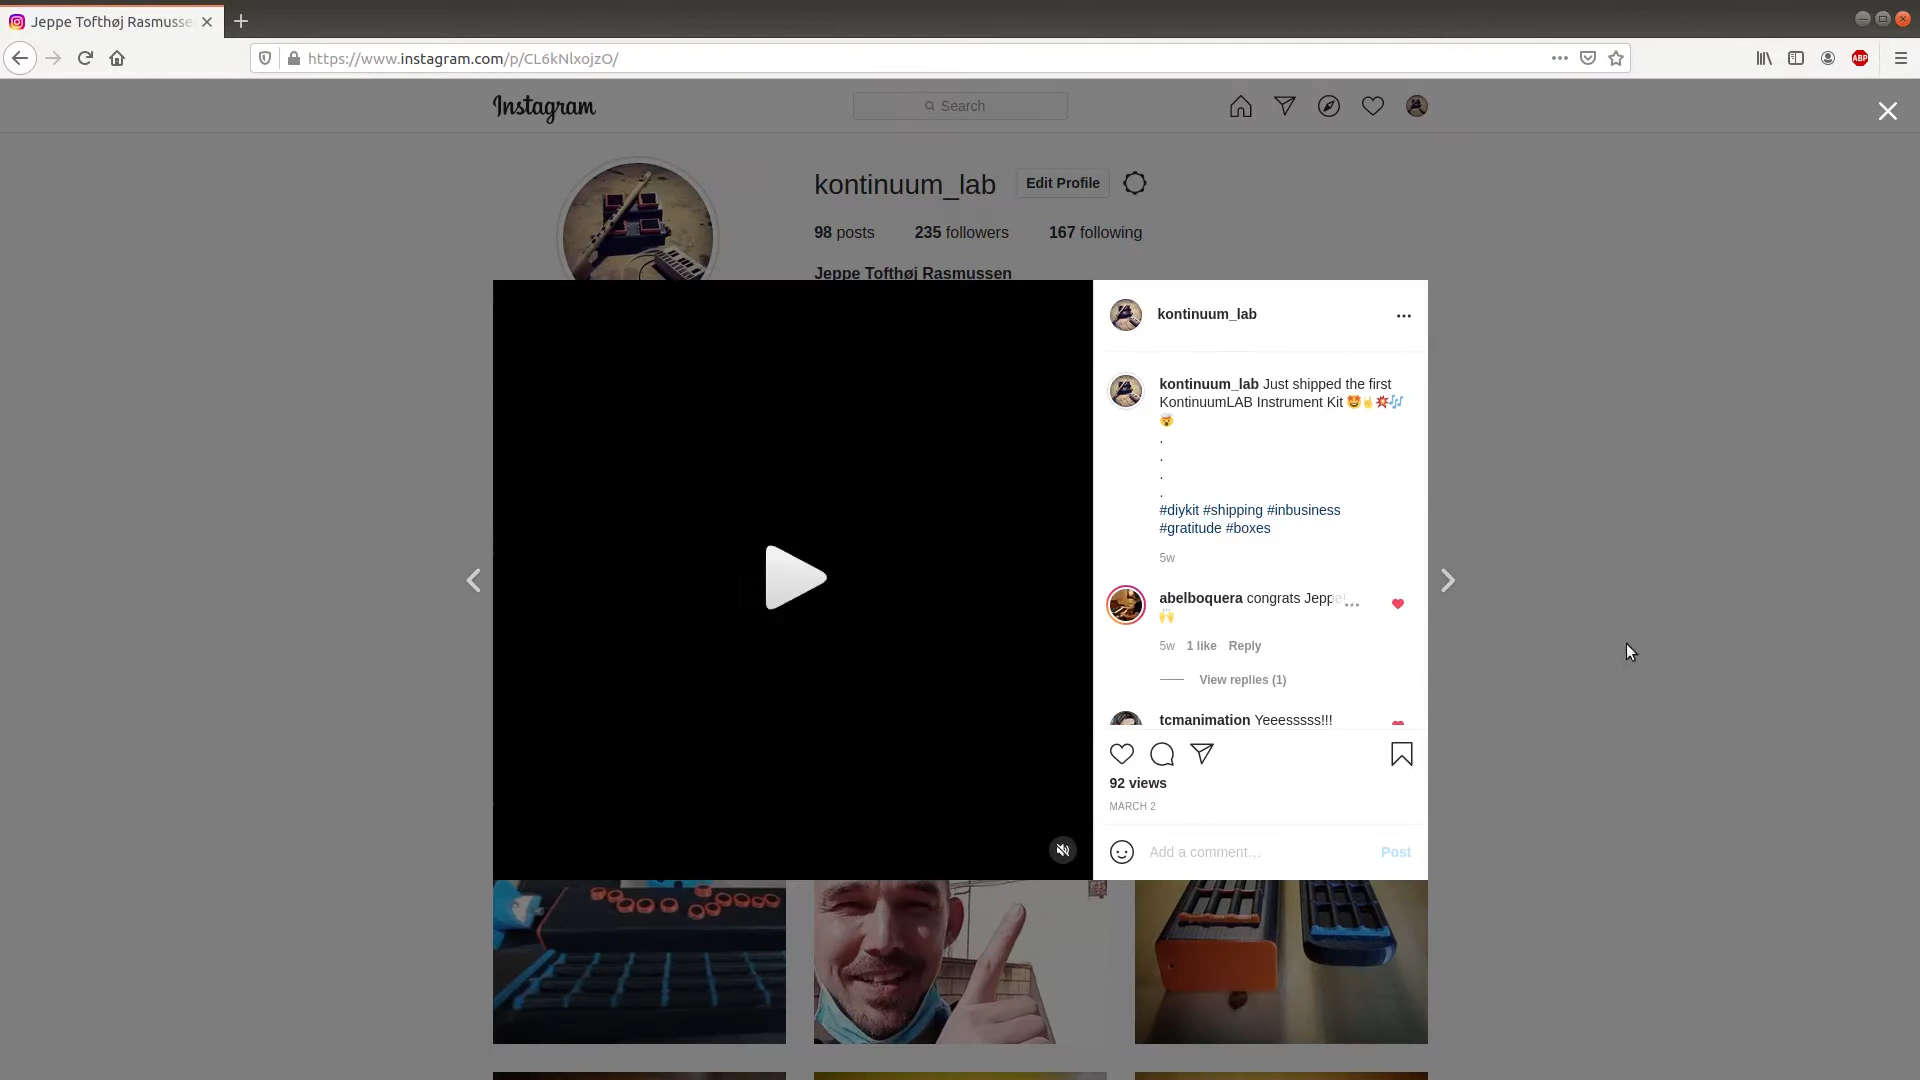 Jeppe Tofthøj Rasmusse
https://www.instagram.com/p/CL6kNlxojzO/
ABP
Instagram
Search
kontinuum_lab
Edit Profile
98 posts
235 followers
167 following
Jeppe Tofthøj Rasmussen
kontinuum_lab
kontinuum_lab Just shipped the first
KontinuumLAB Instrument Kit 🤩🤘💥🎶
🤯
.
.
.
.
#diykit #shipping #inbusiness
#gratitude #boxes
5w
abelboquera congrats Jeppe!
🙌
5w 1 like Reply
View replies (1)
tcmanimation Yeeesssss!!!
92 views
MARCH 2
Add a comment…
Post